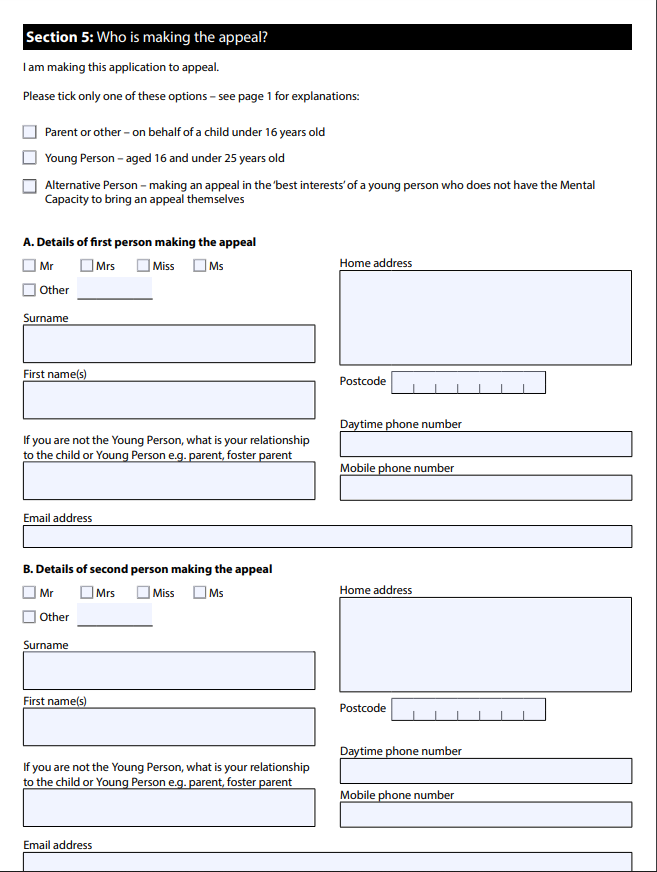 Section 5: Who is making the appeal?
I am making this application to appeal.
Please tick only one of these options – see page 1 for explanations:
Parent or other – on behalf of a child under 16 years old
Young Person – aged 16 and under 25 years old
Alternative Person – making an appeal in the ‘best interests’ of a young person who does not have the Mental
Capacity to bring an appeal themselves
A. Details of first person making the appeal
Mr Mrs Miss Ms
Other
Surname
First name(s)
If you are not the Young Person, what is your relationship
to the child or Young Person e.g. parent, foster parent
Home address
Postcode
Daytime phone number
Mobile phone number
Email address
B. Details of second person making the appeal
Mr Mrs Miss Ms
Other
Surname
First name(s)
If you are not the Young Person, what is your relationship
to the child or Young Person e.g. parent, foster parent
Home address
Postcode
Daytime phone number
Mobile phone number
Email address